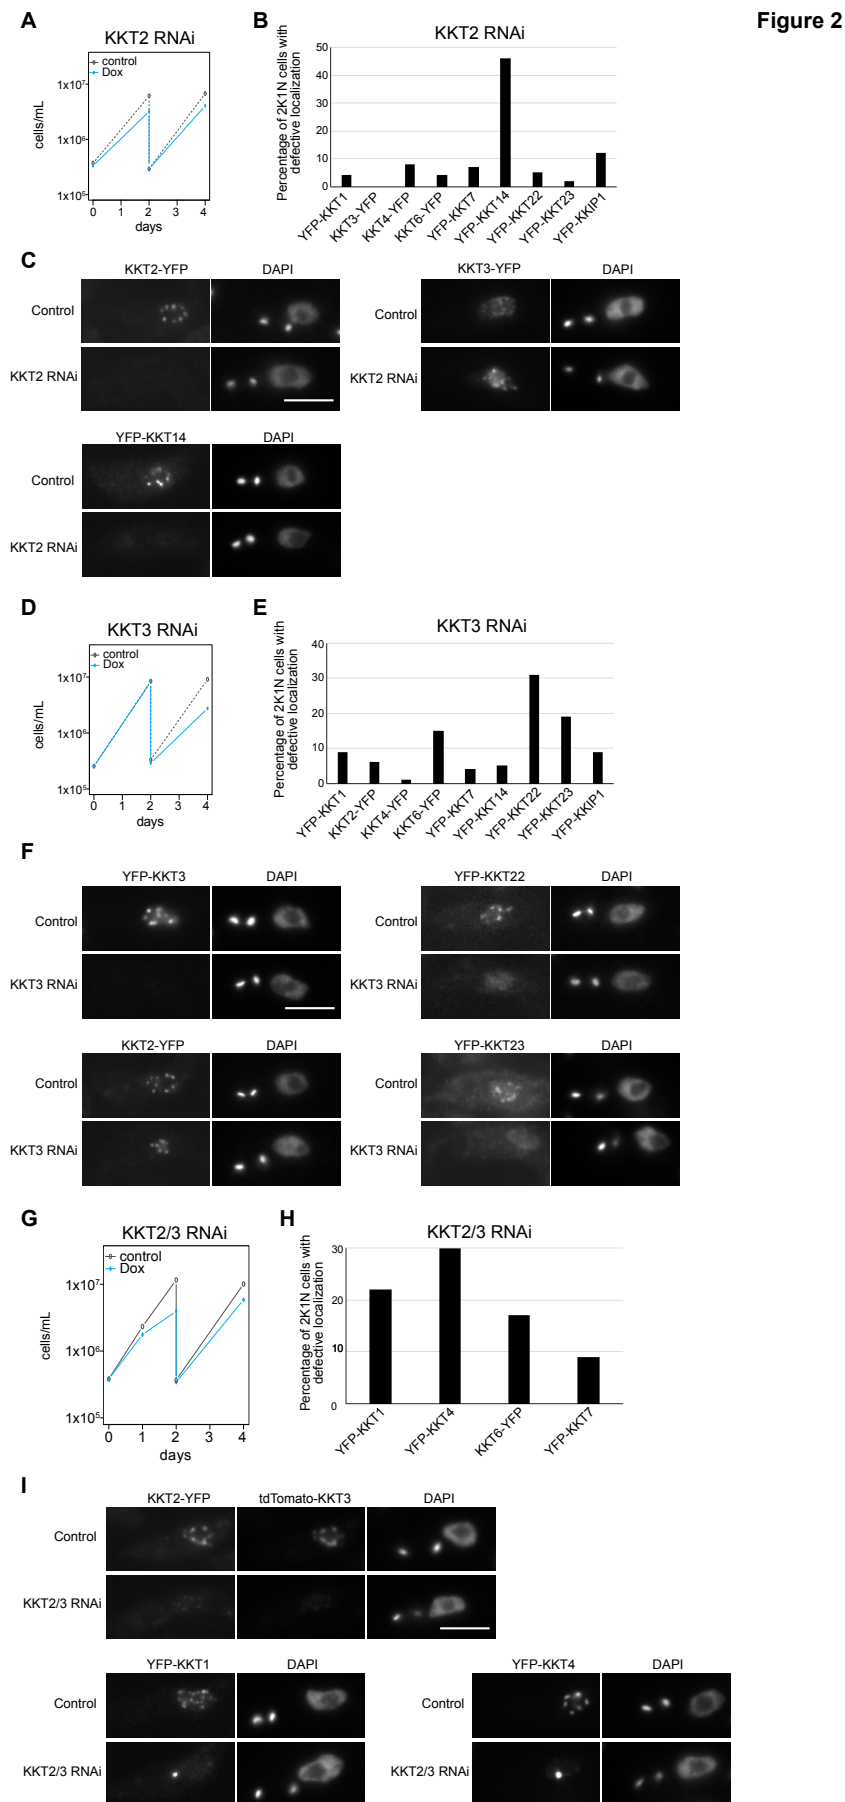 Figure 2
A
KKT2 RNAi
control
Dox
cells/mL
1x10⁷
1x10⁶
1x10⁵
0 1 2 3 4
days
B
KKT2 RNAi
Percentage of 2K1N cells with
defective localization
50
40
30
20
10
0
YFP-KKT1
KKT3-YFP
KKT4-YFP
KKT6-YFP
YFP-KKT7
YFP-KKT14
YFP-KKT22
YFP-KKT23
YFP-KKIP1
C
KKT2-YFP DAPI
Control
KKT2 RNAi
KKT3-YFP DAPI
Control
KKT2 RNAi
YFP-KKT14 DAPI
Control
KKT2 RNAi
D
KKT3 RNAi
control
Dox
cells/mL
1x10⁷
1x10⁶
1x10⁵
0 1 2 3 4
days
E
KKT3 RNAi
Percentage of 2K1N cells with
defective localization
40
30
20
10
0
YFP-KKT1
KKT2-YFP
KKT4-YFP
KKT6-YFP
YFP-KKT7
YFP-KKT14
YFP-KKT22
YFP-KKT23
YFP-KKIP1
F
YFP-KKT3 DAPI
Control
KKT3 RNAi
YFP-KKT22 DAPI
Control
KKT3 RNAi
KKT2-YFP DAPI
Control
KKT3 RNAi
YFP-KKT23 DAPI
Control
KKT3 RNAi
G
KKT2/3 RNAi
control
Dox
cells/mL
1x10⁷
1x10⁶
1x10⁵
0 1 2 3 4
days
H
KKT2/3 RNAi
Percentage of 2K1N cells with
defective localization
30
20
10
0
YFP-KKT1
YFP-KKT4
KKT6-YFP
YFP-KKT7
I
KKT2-YFP tdTomato-KKT3 DAPI
Control
KKT2/3 RNAi
YFP-KKT1 DAPI
Control
KKT2/3 RNAi
YFP-KKT4 DAPI
Control
KKT2/3 RNAi